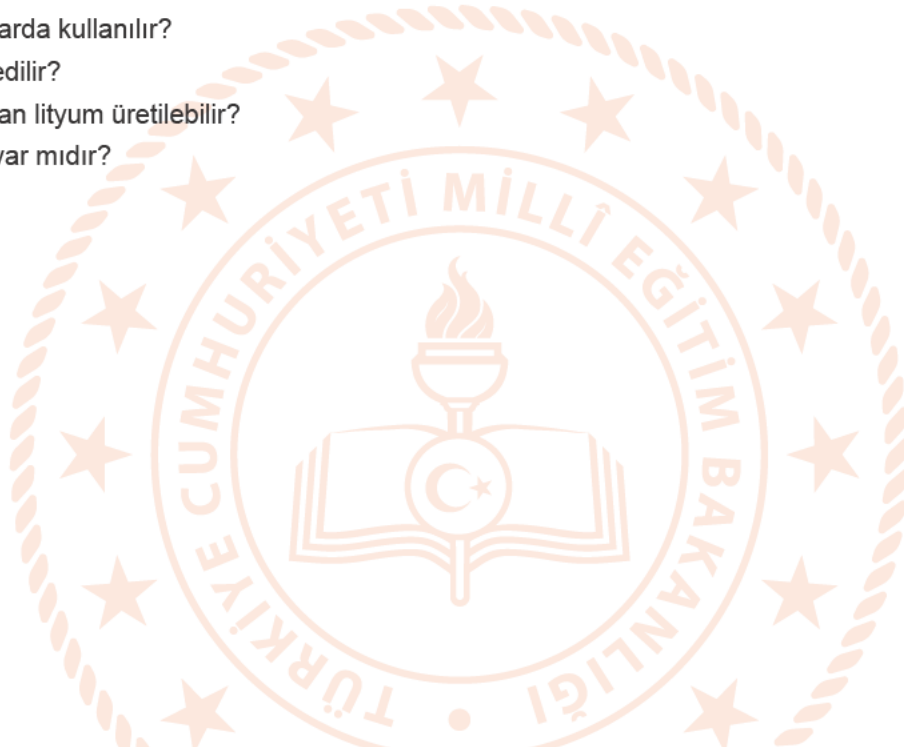 arda kullanılır?
edilir?
an lityum üretilebilir?
var mıdır?
TÜRKİYE CUMHURİYETİ MİLLÎ EĞİTİM BAKANLIĞI